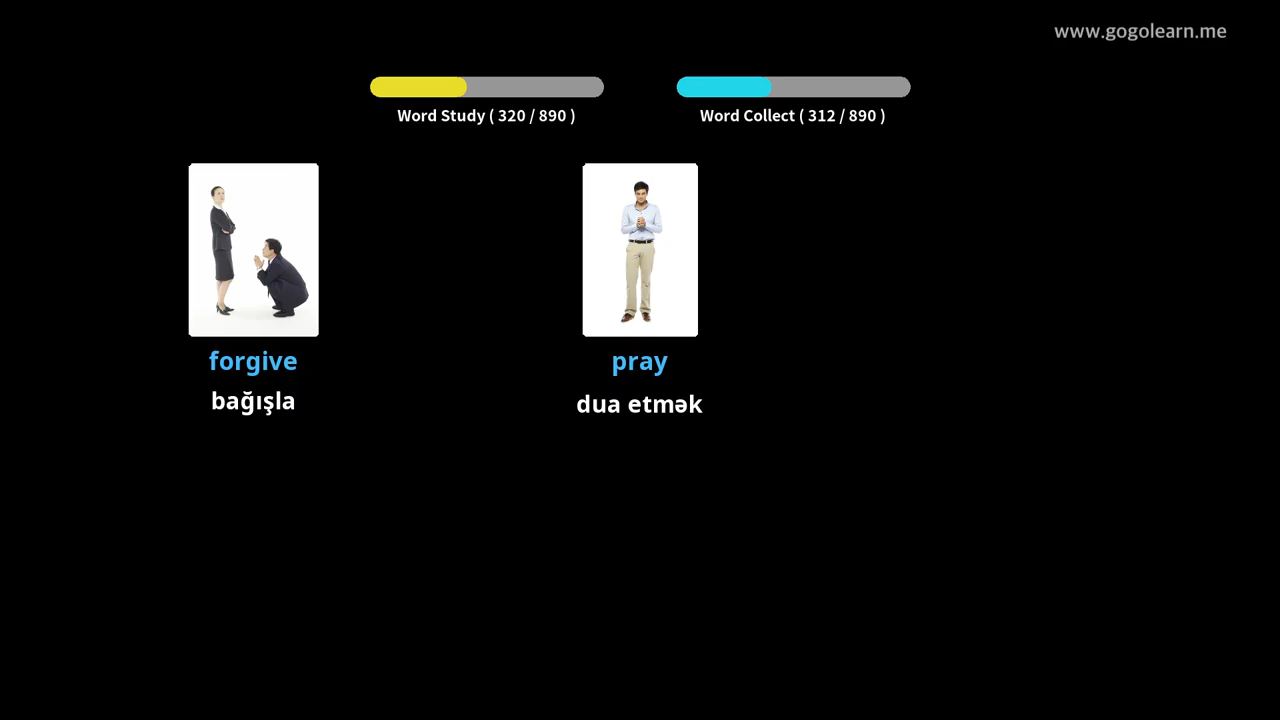 www.gogolearn.me
Word Study ( 320 / 890 )
Word Collect ( 312 / 890 )
forgive
bağışla
pray
dua etmək